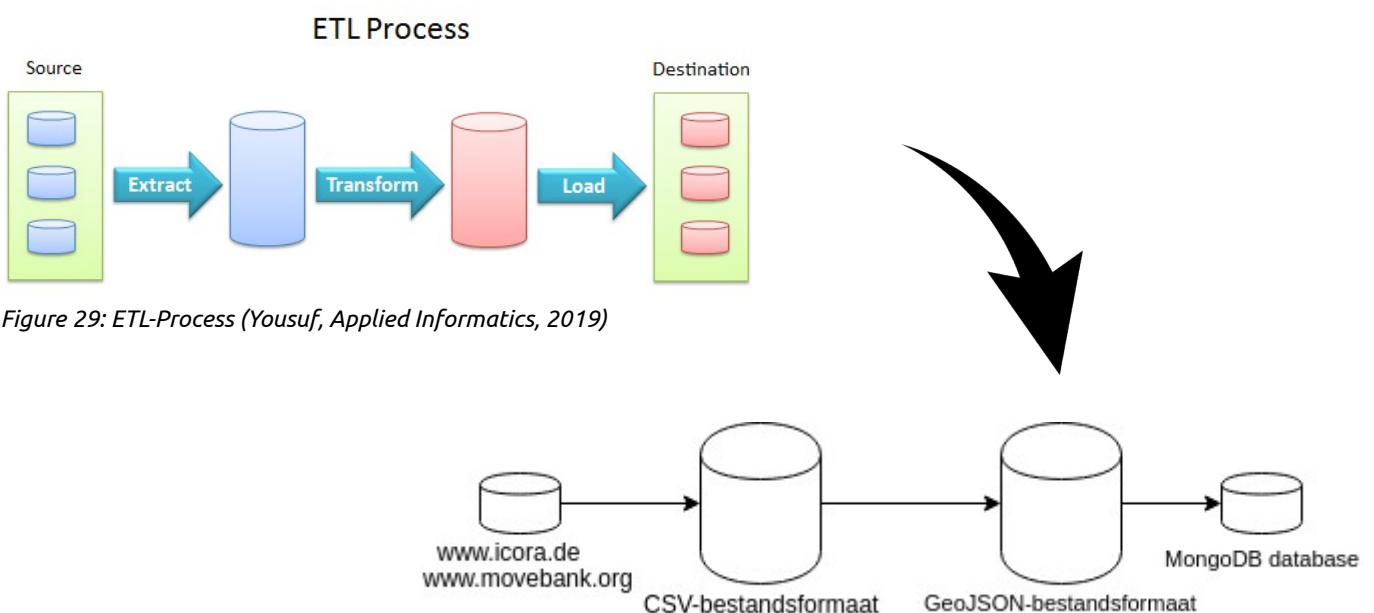 ETL Process
Source
Destination
Extract
Transform
Load
Figure 29: ETL-Process (Yousuf, Applied Informatics, 2019)
www.icora.de
www.movebank.org
CSV-bestandsformaat
GeoJSON-bestandsformaat
MongoDB database